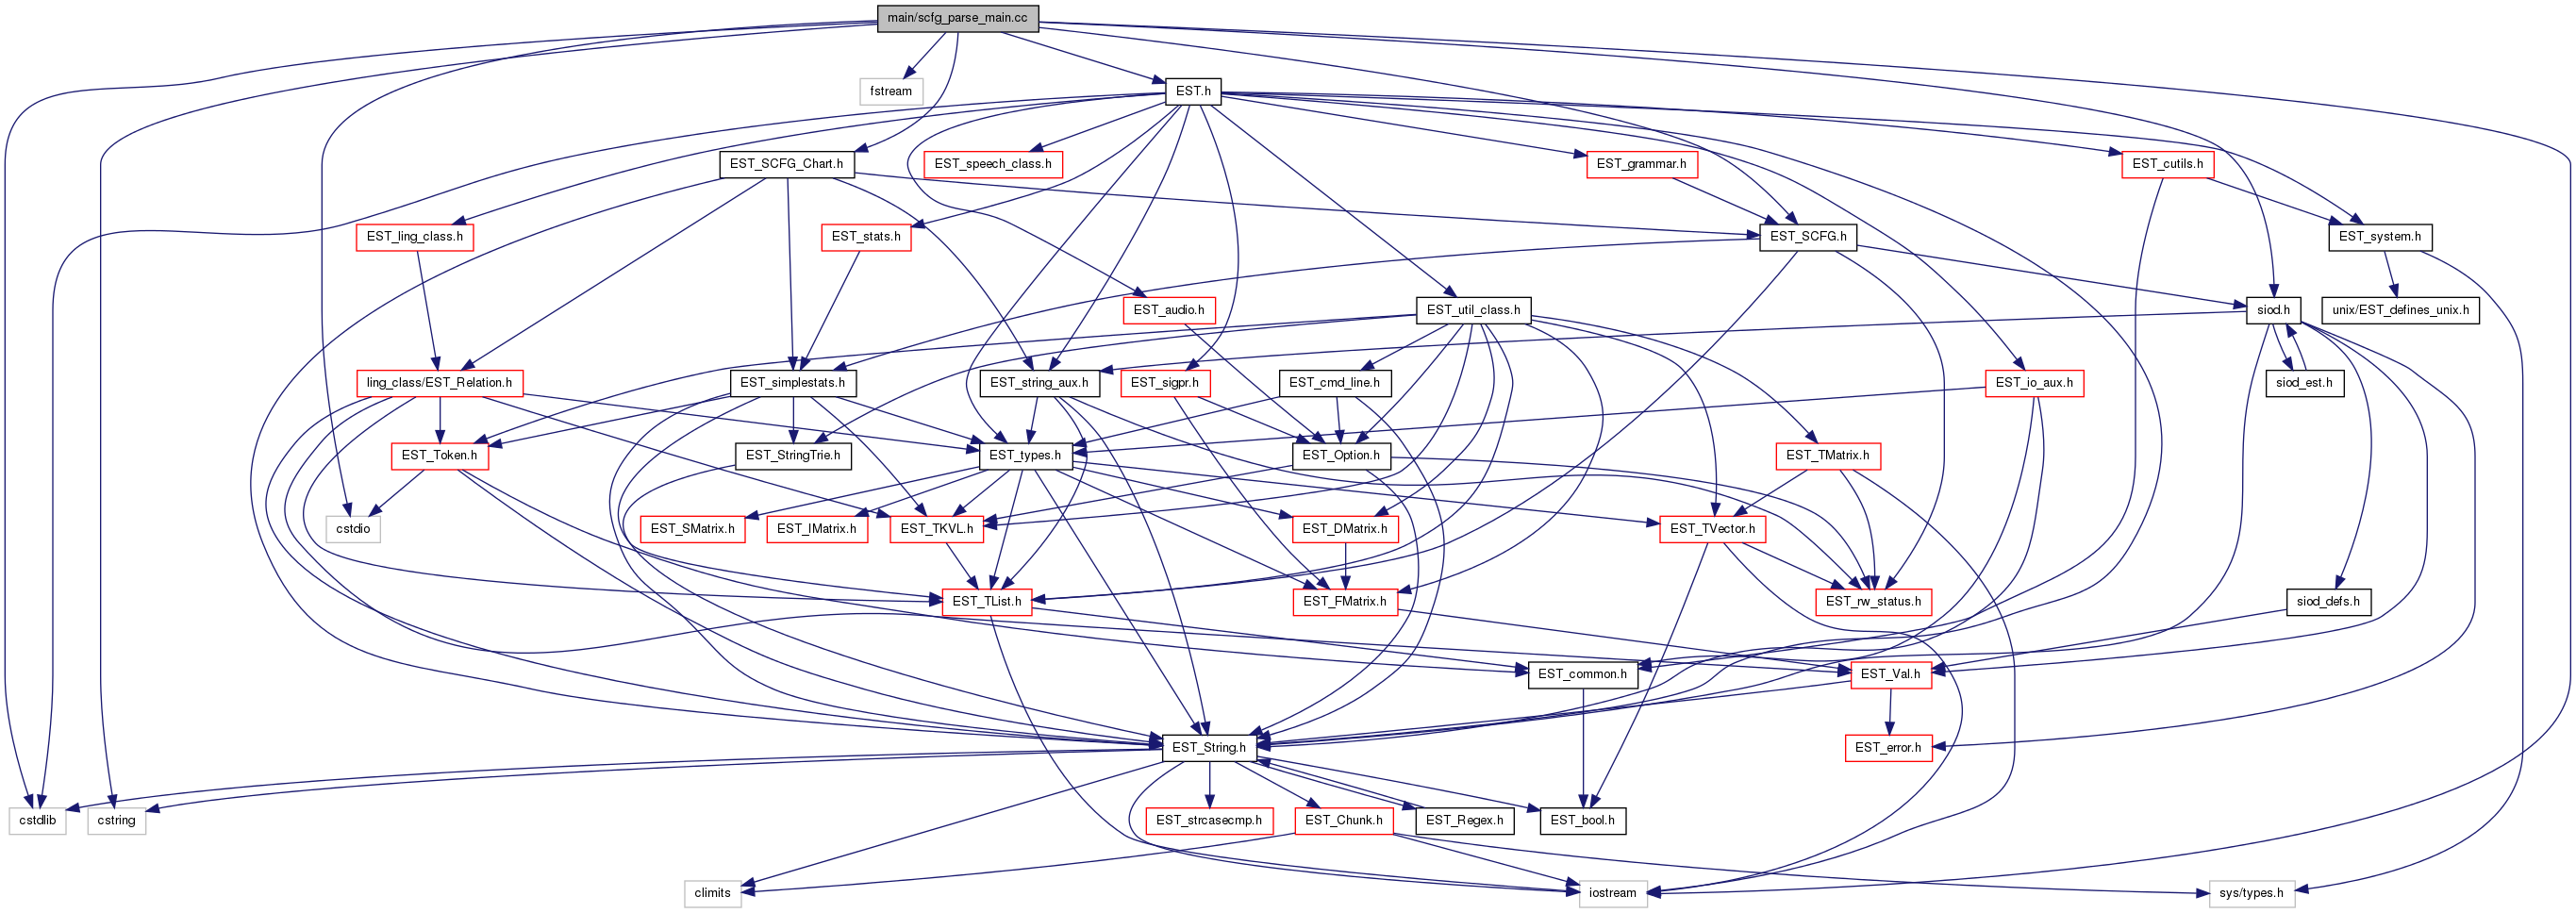 main/scfg_parse_main.cc
fstream
EST.h
EST_SCFG_Chart.h
EST_speech_class.h
EST_grammar.h
EST_cutils.h
EST_ling_class.h
EST_stats.h
EST_SCFG.h
EST_system.h
EST_audio.h
EST_util_class.h
siod.h
unix/EST_defines_unix.h
ling_class/EST_Relation.h
EST_simplestats.h
EST_string_aux.h
EST_sigpr.h
EST_cmd_line.h
EST_io_aux.h
siod_est.h
EST_Token.h
EST_StringTrie.h
EST_types.h
EST_Option.h
EST_TMatrix.h
cstdio
EST_SMatrix.h
EST_IMatrix.h
EST_TKVL.h
EST_DMatrix.h
EST_TVector.h
EST_TList.h
EST_FMatrix.h
EST_rw_status.h
siod_defs.h
EST_common.h
EST_Val.h
EST_String.h
EST_error.h
cstdlib
cstring
EST_strcasecmp.h
EST_Chunk.h
EST_Regex.h
EST_bool.h
climits
iostream
sys/types.h